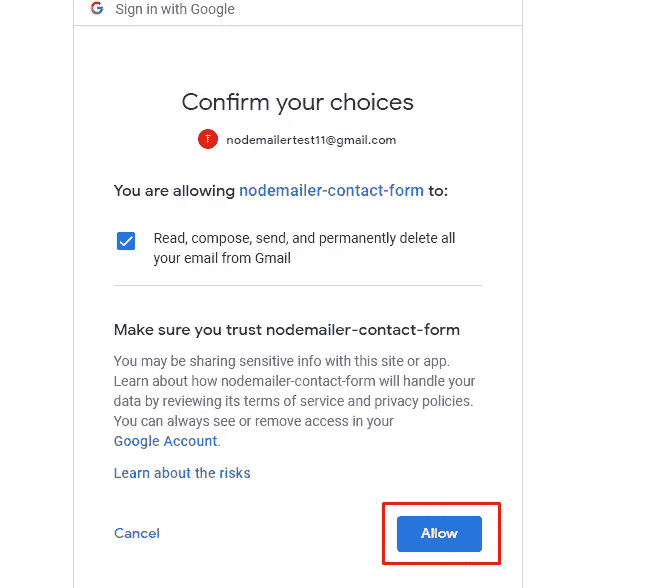 Sign in with Google
Confirm your choices
nodemailertest11@gmail.com
You are allowing nodemailer-contact-form to:
Read, compose, send, and permanently delete all
your email from Gmail
Make sure you trust nodemailer-contact-form
You may be sharing sensitive info with this site or app.
Learn about how nodemailer-contact-form will handle your
data by reviewing its terms of service and privacy policies.
You can always see or remove access in your
Google Account.
Learn about the risks
Cancel
Allow